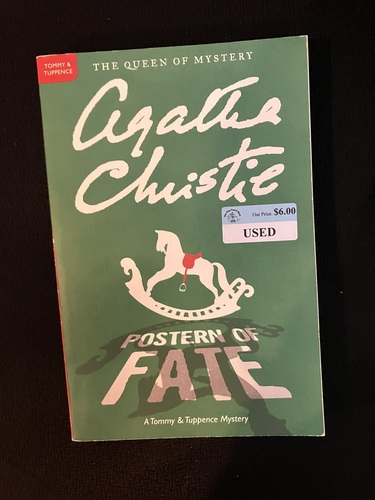 TOMMY &
TUPPENCE
THE QUEEN OF MYSTERY
Agatha
Christie
Our Price: $6.00
USED
POSTERN OF
FATE
A Tommy & Tuppence Mystery